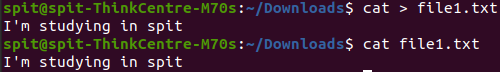 spit@spit-ThinkCentre-M70s:~/Downloads$ cat > file1.txt
I'm studying in spit
spit@spit-ThinkCentre-M70s:~/Downloads$ cat file1.txt
I'm studying in spit